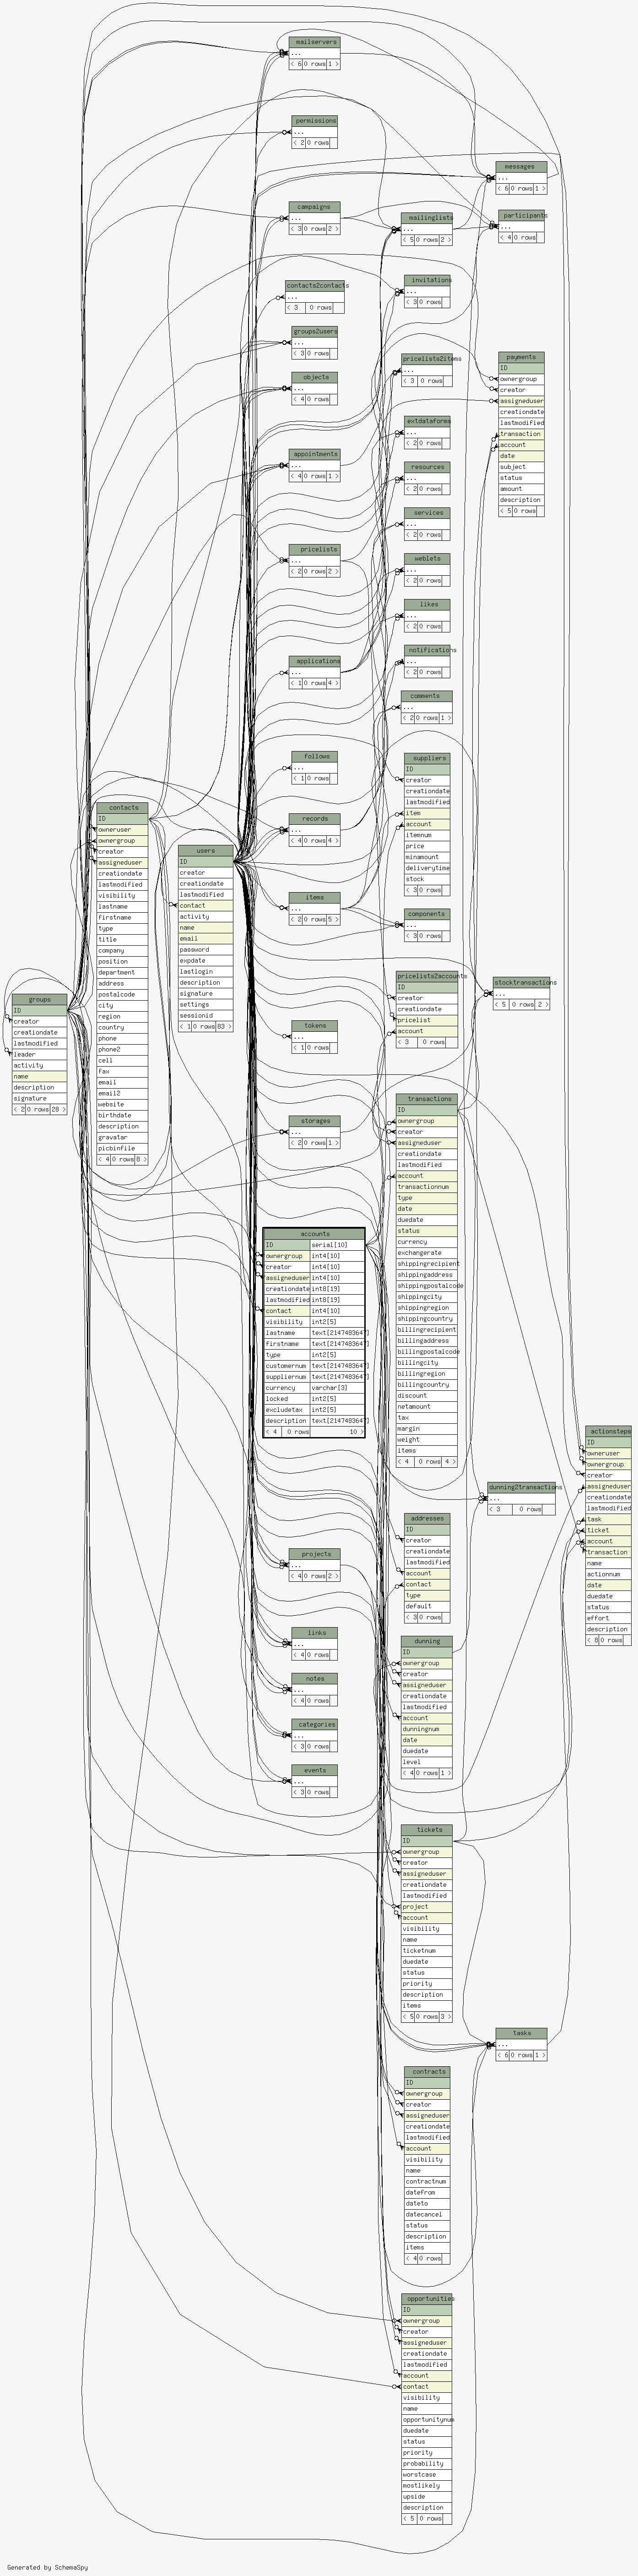 mailservers
...
< 6 0 rows 1 >
permissions
...
< 2 0 rows
messages
...
< 6 0 rows 1 >
campaigns
...
< 3 0 rows 2 >
mailinglists
...
< 5 0 rows 2 >
participants
...
< 4 0 rows
contacts2contacts
...
< 3 0 rows
invitations
...
< 3 0 rows
groups2users
...
< 3 0 rows
objects
...
< 4 0 rows
pricelists2items
...
< 3 0 rows
payments
ID
ownergroup
creator
assigneduser
creationdate
lastmodified
transaction
account
date
subject
status
amount
description
< 5 0 rows
extdataforms
...
< 2 0 rows
appointments
...
< 4 0 rows 1 >
resources
...
< 2 0 rows
services
...
< 2 0 rows
pricelists
...
< 2 0 rows 2 >
weblets
...
< 2 0 rows
likes
...
< 2 0 rows
applications
...
< 1 0 rows 4 >
notifications
...
< 2 0 rows
comments
...
< 2 0 rows 1 >
follows
...
< 1 0 rows
suppliers
ID
creator
creationdate
lastmodified
item
account
itemnum
price
minamount
deliverytime
stock
< 3 0 rows
contacts
ID
owneruser
ownergroup
creator
assigneduser
creationdate
lastmodified
visibility
lastname
firstname
type
title
company
position
department
address
postalcode
city
region
country
phone
phone2
cell
fax
email
email2
website
birthdate
description
gravatar
picbinfile
< 4 0 rows 8 >
records
...
< 4 0 rows 4 >
users
ID
creator
creationdate
lastmodified
contact
activity
name
email
password
expdate
lastlogin
description
signature
settings
sessionid
< 1 0 rows 83 >
items
...
< 2 0 rows 5 >
components
...
< 3 0 rows
groups
ID
creator
creationdate
lastmodified
leader
activity
name
description
signature
< 2 0 rows 28 >
pricelists2accounts
ID
creator
creationdate
pricelist
account
< 3 0 rows
stocktransactions
...
< 5 0 rows 2 >
tokens
...
< 1 0 rows
storages
...
< 2 0 rows 1 >
transactions
ID
ownergroup
creator
assigneduser
creationdate
lastmodified
account
transactionnum
type
date
duedate
status
currency
exchangerate
shippingrecipient
shippingaddress
shippingpostalcode
shippingcity
shippingregion
shippingcountry
billingrecipient
billingaddress
billingpostalcode
billingcity
billingregion
billingcountry
discount
netamount
tax
margin
weight
items
< 4 0 rows 4 >
accounts
ID serial[10]
ownergroup int4[10]
creator int4[10]
assigneduser int4[10]
creationdate int8[19]
lastmodified int8[19]
contact int4[10]
visibility int2[5]
lastname text[2147483647]
firstname text[2147483647]
type int2[5]
customernum text[2147483647]
suppliernum text[2147483647]
currency varchar[3]
locked int2[5]
excludetax int2[5]
description text[2147483647]
< 4 0 rows 10 >
actionsteps
ID
owneruser
ownergroup
creator
assigneduser
creationdate
lastmodified
task
ticket
account
transaction
name
actionnum
date
duedate
status
effort
description
< 8 0 rows
dunning2transactions
...
< 3 0 rows
addresses
ID
creator
creationdate
lastmodified
account
contact
type
default
< 3 0 rows
projects
...
< 4 0 rows 2 >
links
...
< 4 0 rows
dunning
ID
ownergroup
creator
assigneduser
creationdate
lastmodified
account
dunningnum
date
duedate
level
< 4 0 rows 1 >
notes
...
< 4 0 rows
categories
...
< 3 0 rows
events
...
< 3 0 rows
tickets
ID
ownergroup
creator
assigneduser
creationdate
lastmodified
project
account
visibility
name
ticketnum
duedate
status
priority
description
items
< 5 0 rows 3 >
tasks
...
< 6 0 rows 1 >
contracts
ID
ownergroup
creator
assigneduser
creationdate
lastmodified
account
visibility
name
contractnum
datefrom
dateto
datecancel
status
description
items
< 4 0 rows
opportunities
ID
ownergroup
creator
assigneduser
creationdate
lastmodified
account
contact
visibility
name
opportunitynum
duedate
status
priority
probability
worstcase
mostlikely
upside
description
< 5 0 rows
Generated by SchemaSpy